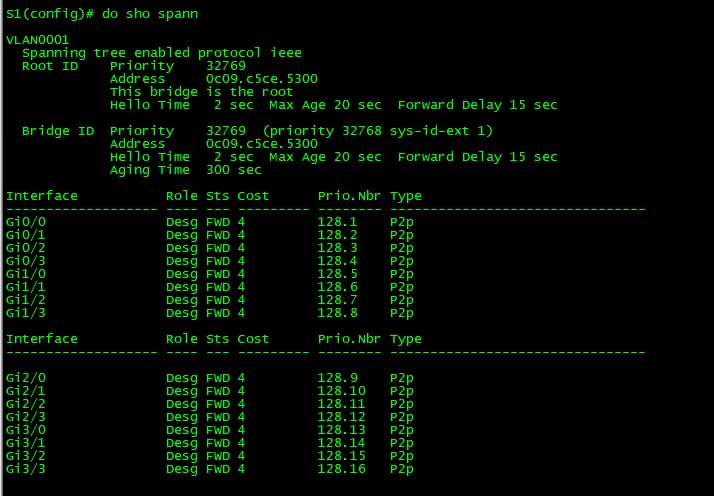 S1(config)# do sho spann
VLAN0001
  Spanning tree enabled protocol ieee
  Root ID    Priority    32769
             Address     0c09.c5ce.5300
             This bridge is the root
             Hello Time   2 sec  Max Age 20 sec  Forward Delay 15 sec
  Bridge ID  Priority    32769  (priority 32768 sys-id-ext 1)
             Address     0c09.c5ce.5300
             Hello Time   2 sec  Max Age 20 sec  Forward Delay 15 sec
             Aging Time  300 sec
Interface           Role Sts Cost      Prio.Nbr Type
------------------- ---- --- --------- -------- --------------------------------
Gi0/0               Desg FWD 4         128.1    P2p
Gi0/1               Desg FWD 4         128.2    P2p
Gi0/2               Desg FWD 4         128.3    P2p
Gi0/3               Desg FWD 4         128.4    P2p
Gi1/0               Desg FWD 4         128.5    P2p
Gi1/1               Desg FWD 4         128.6    P2p
Gi1/2               Desg FWD 4         128.7    P2p
Gi1/3               Desg FWD 4         128.8    P2p
Interface           Role Sts Cost      Prio.Nbr Type
------------------- ---- --- --------- -------- --------------------------------
Gi2/0               Desg FWD 4         128.9    P2p
Gi2/1               Desg FWD 4         128.10   P2p
Gi2/2               Desg FWD 4         128.11   P2p
Gi2/3               Desg FWD 4         128.12   P2p
Gi3/0               Desg FWD 4         128.13   P2p
Gi3/1               Desg FWD 4         128.14   P2p
Gi3/2               Desg FWD 4         128.15   P2p
Gi3/3               Desg FWD 4         128.16   P2p